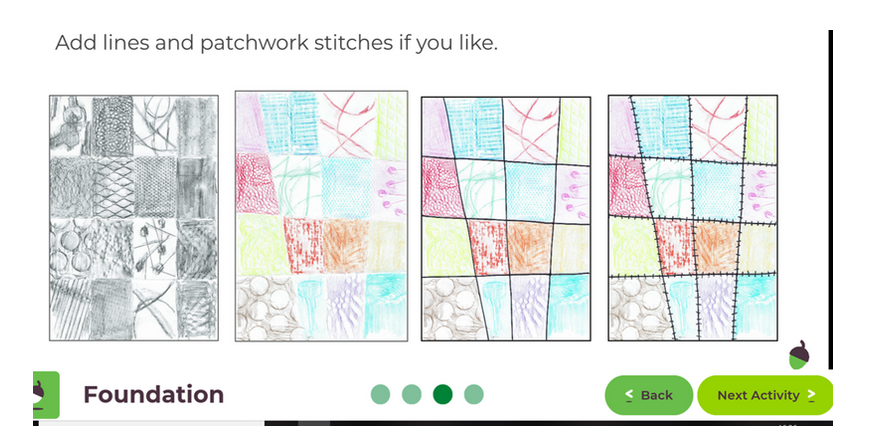 Add lines and patchwork stitches if you like.
Foundation
< Back
Next Activity >